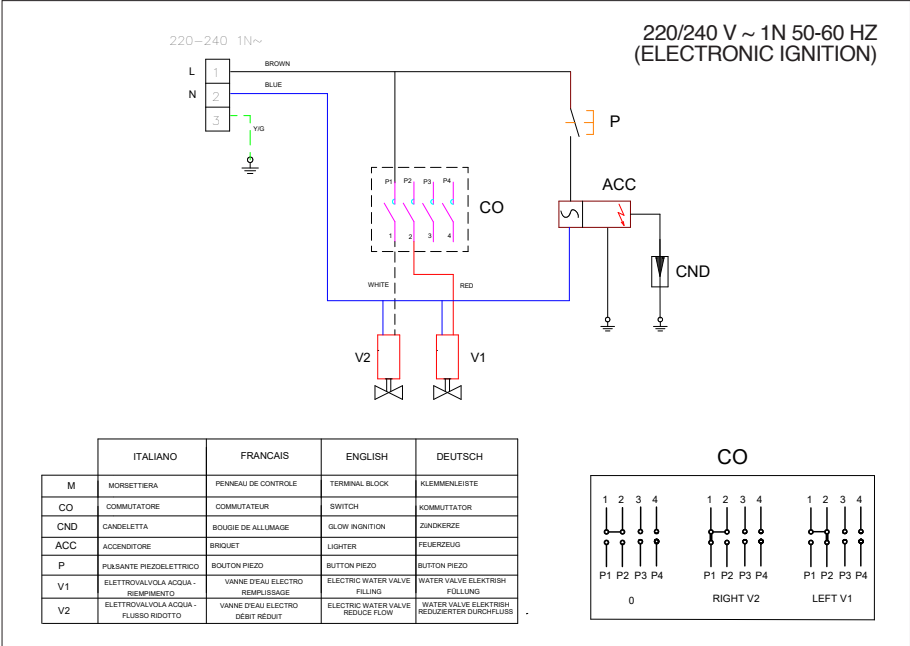 220-240 1N~
220/240 V ~ 1N 50-60 HZ
(ELECTRONIC IGNITION)
L 1 BROWN
N 2 BLUE
3 Y/G
P
ACC
P1 P2 P3 P4
CO
1 2 3 4
CND
WHITE RED
V2 V1
ITALIANO FRANCAIS ENGLISH DEUTSCH
M MORSETTIERA PENNEAU DE CONTROLE TERMINAL BLOCK KLEMMENLEISTE
CO COMMUTATORE COMMUTATEUR SWITCH KOMMUTTATOR
CND CANDELETTA BOUGIE DE ALLUMAGE GLOW INGNITION ZüNDKERZE
ACC ACCENDITORE BRIQUET LIGHTER FEUERZEUG
P PULSANTE PIEZOELETTRICO BOUTON PIEZO BUTTON PIEZO BUTTON PIEZO
V1 ELETTROVALVOLA ACQUA - VANNE D'EAU ELECTRO ELECTRIC WATER VALVE WATER VALVE ELEKTRISH
RIEMPIMENTO REMPLISSAGE FILLING FÜLLUNG
V2 ELETTROVALVOLA ACQUA - VANNE D'EAU ELECTRO ELECTRIC WATER VALVE WATER VALVE ELEKTRISH
FLUSSO RIDOTTO DÉBIT RÉDUIT REDUCE FLOW REDUZIERTER DURCHFLUSS
CO
1 2 3 4 1 2 3 4 1 2 3 4
P1 P2 P3 P4 P1 P2 P3 P4 P1 P2 P3 P4
0 RIGHT V2 LEFT V1